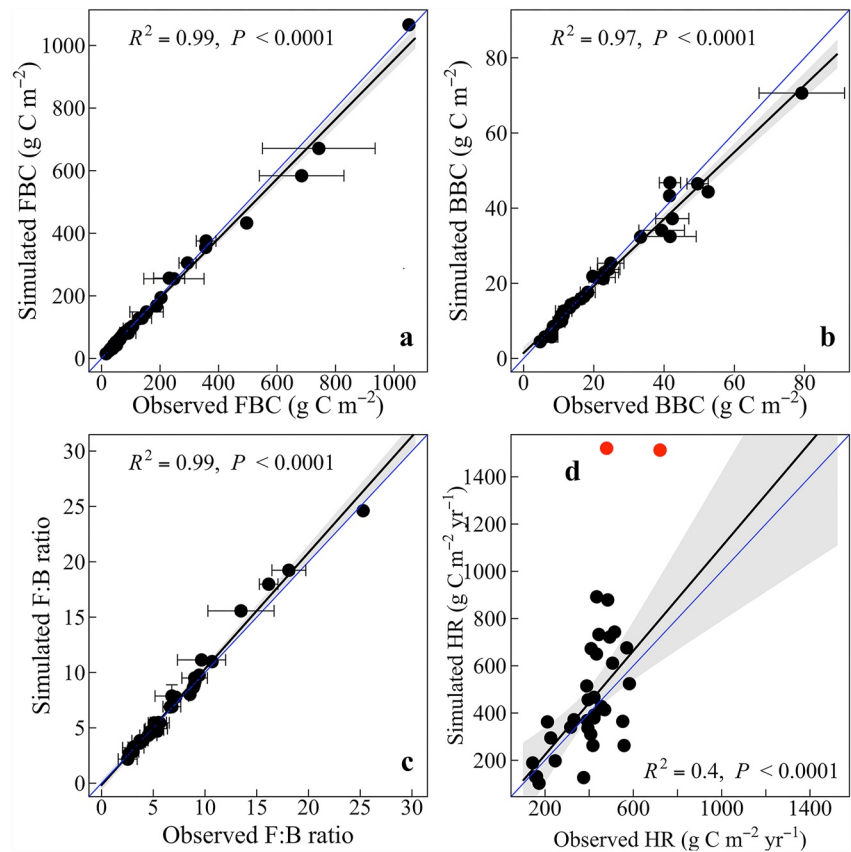 R² = 0.99, P < 0.0001
1000
800
600
400
200
0
Simulated FBC (g C m⁻²)
a
0 200 400 600 800 1000
Observed FBC (g C m⁻²)
R² = 0.97, P < 0.0001
80
60
40
20
0
Simulated BBC (g C m⁻²)
b
0 20 40 60 80
Observed BBC (g C m⁻²)
R² = 0.99, P < 0.0001
30
25
20
15
10
5
0
Simulated F:B ratio
c
0 5 10 15 20 25 30
Observed F:B ratio
d
1400
1200
1000
800
600
400
200
Simulated HR (g C m⁻² yr⁻¹)
R² = 0.4, P < 0.0001
200 600 1000 1400
Observed HR (g C m⁻² yr⁻¹)